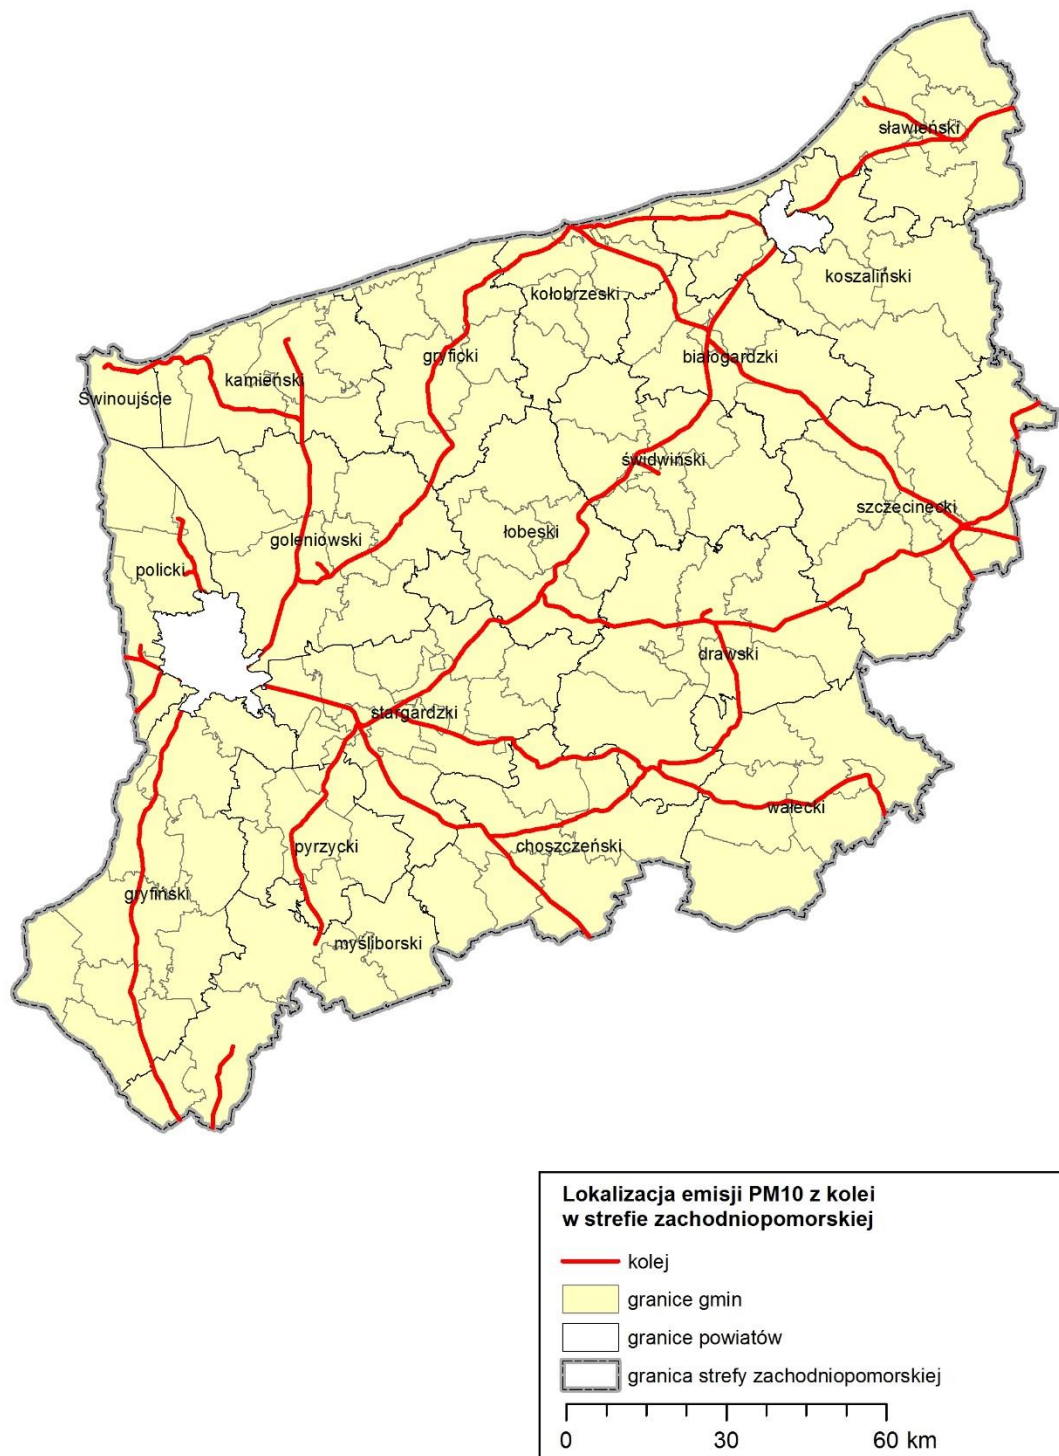 sławieński
koszaliński
kołobrzeski
białogardzki
gryficki
kamieński
Świnoujście
świdwiński
szczecinecki
łobeski
goleniowski
policki
drawski
stargardzki
wałecki
pyrzycki
choszczeński
gryfiński
myśliborski
Lokalizacja emisji PM10 z kolei
w strefie zachodniopomorskiej
kolej
granice gmin
granice powiatów
granica strefy zachodniopomorskiej
0 30 60 km